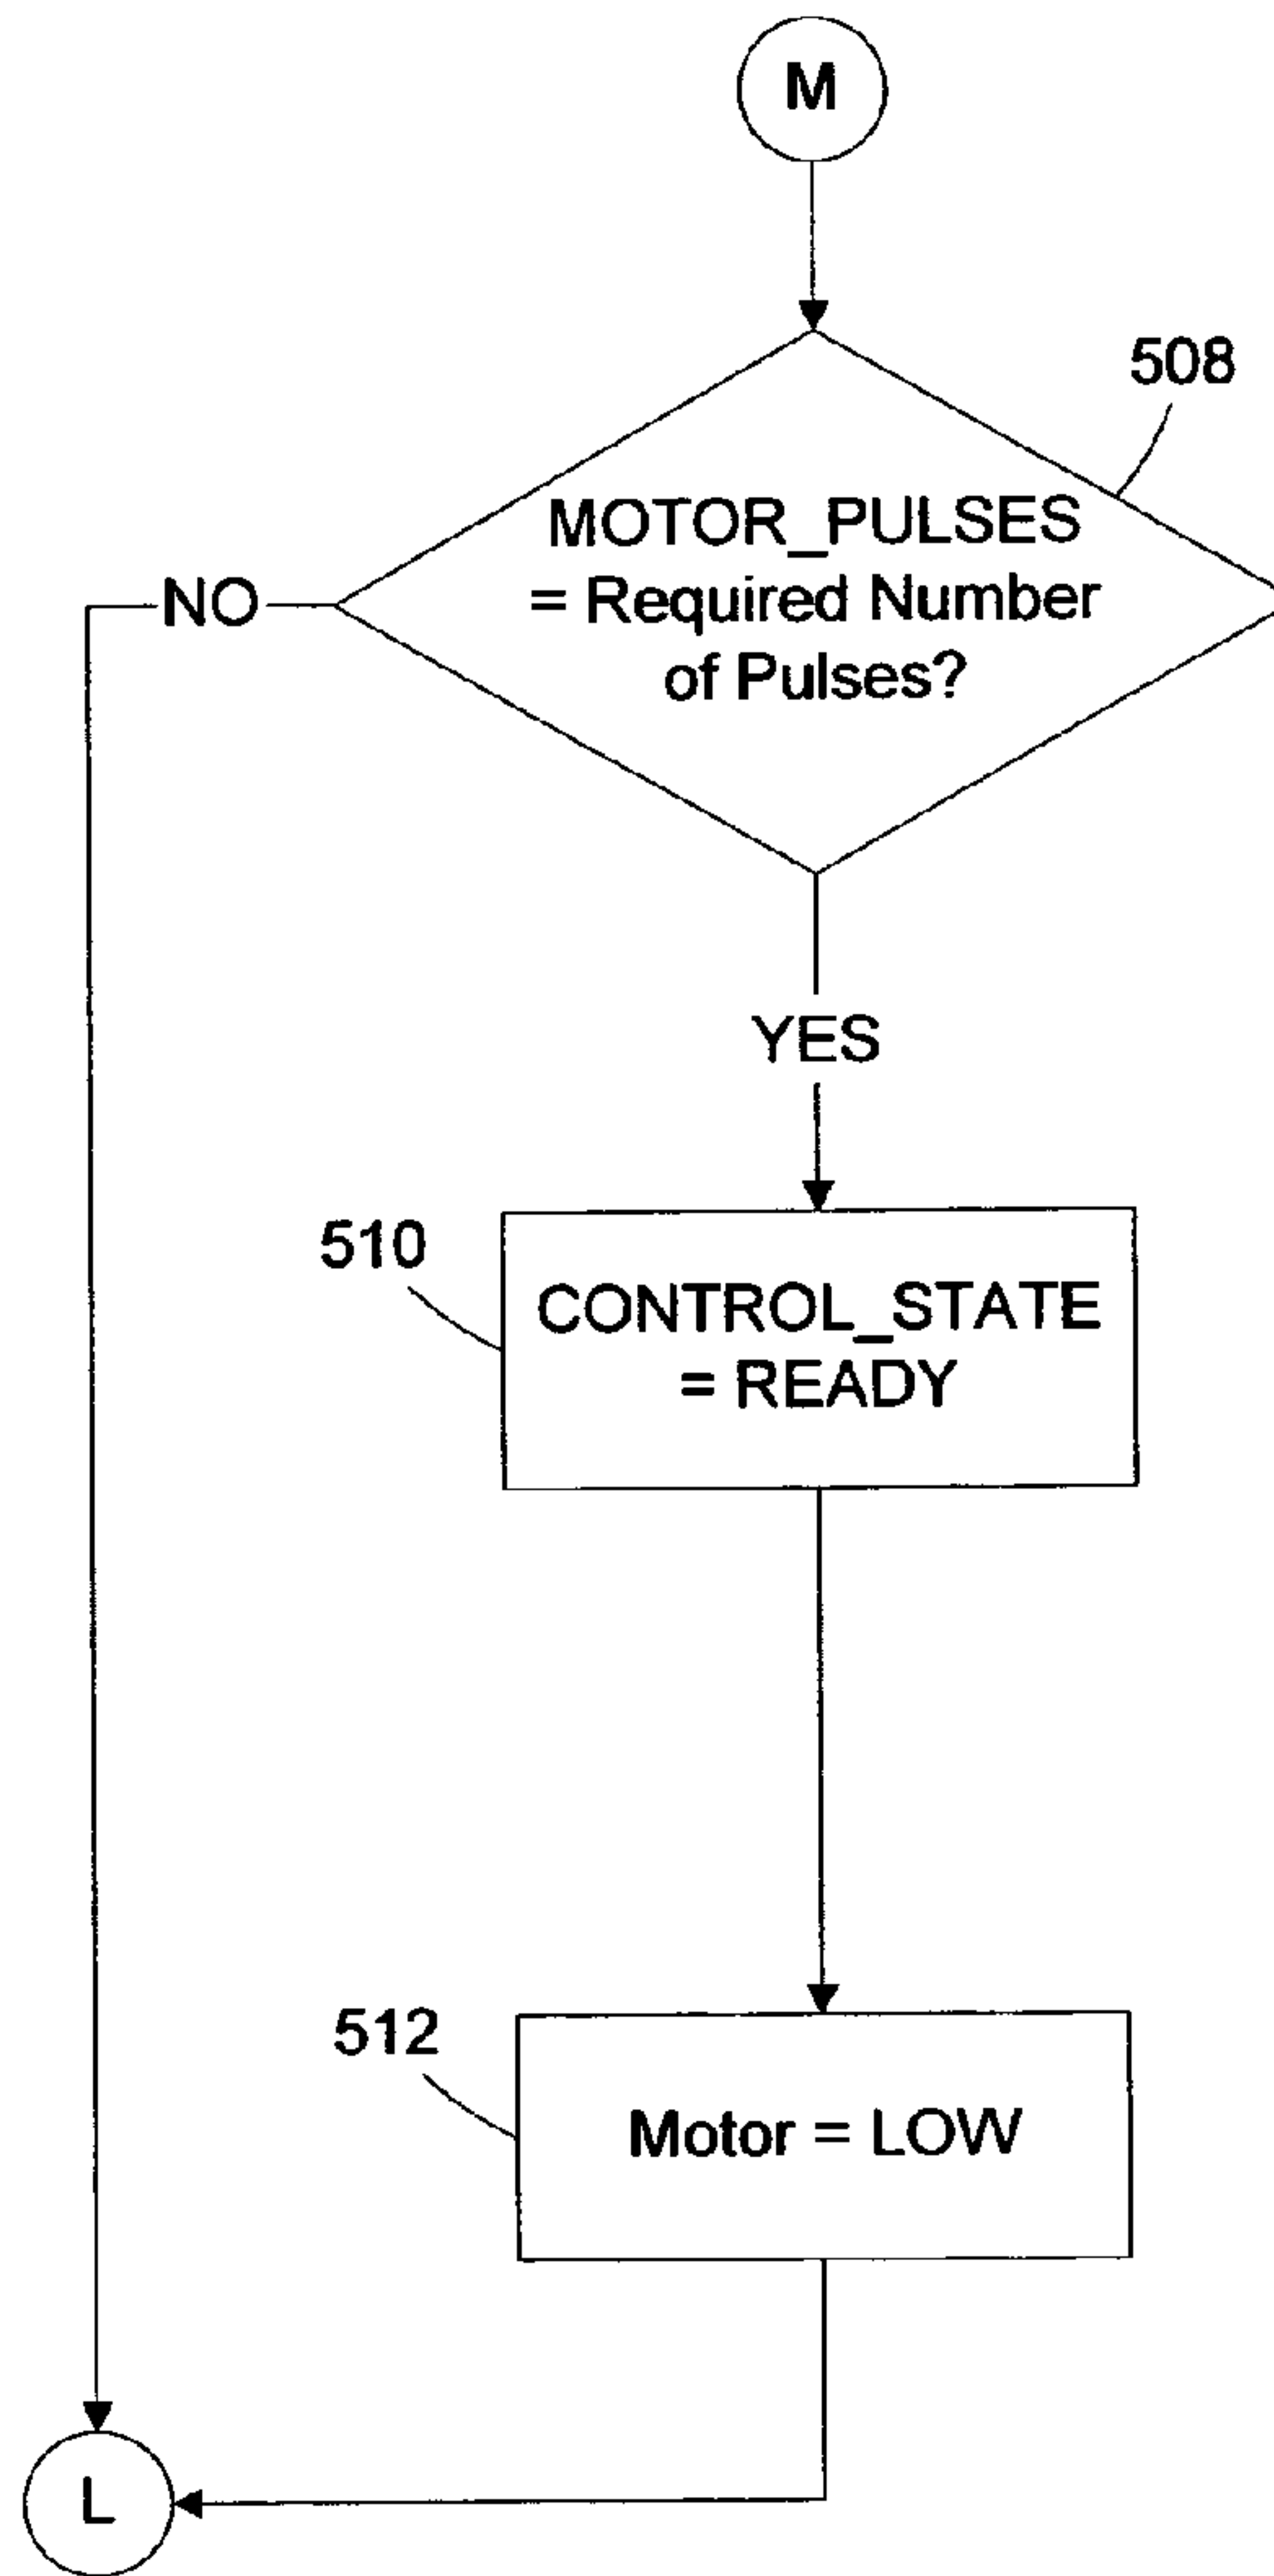 M
508
MOTOR_PULSES
= Required Number
of Pulses?
NO
YES
510
CONTROL_STATE
= READY
512
Motor = LOW
L